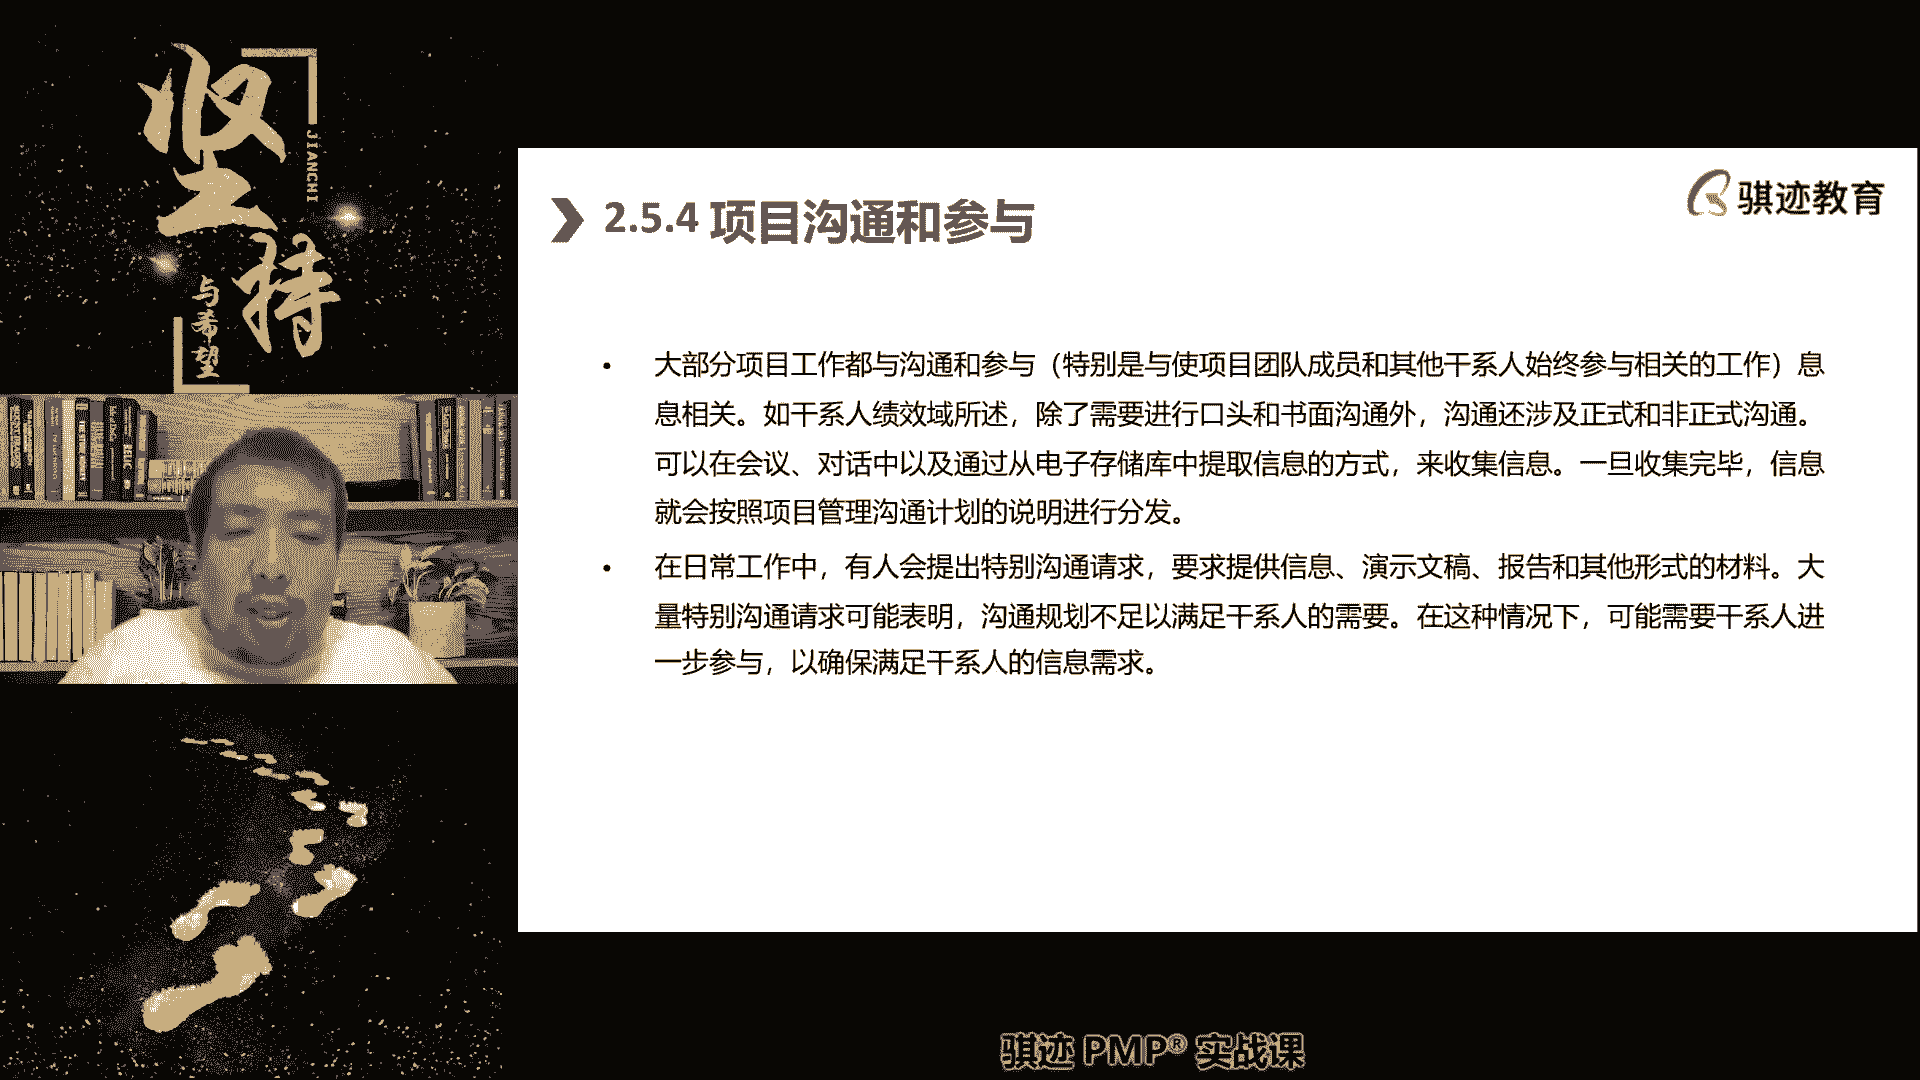 坚持
JIANCHI
与希望
骐迹教育
2.5.4 项目沟通和参与
• 大部分项目工作都与沟通和参与（特别是与使项目团队成员和其他干系人始终参与相关的工作）息
息相关。如干系人绩效域所述，除了需要进行口头和书面沟通外，沟通还涉及正式和非正式沟通。
可以在会议、对话中以及通过从电子存储库中提取信息的方式，来收集信息。一旦收集完毕，信息
就会按照项目管理沟通计划的说明进行分发。
• 在日常工作中，有人会提出特别沟通请求，要求提供信息、演示文稿、报告和其他形式的材料。大
量特别沟通请求可能表明，沟通规划不足以满足干系人的需要。在这种情况下，可能需要干系人进
一步参与，以确保满足干系人的信息需求。
骐迹 PMP® 实战课